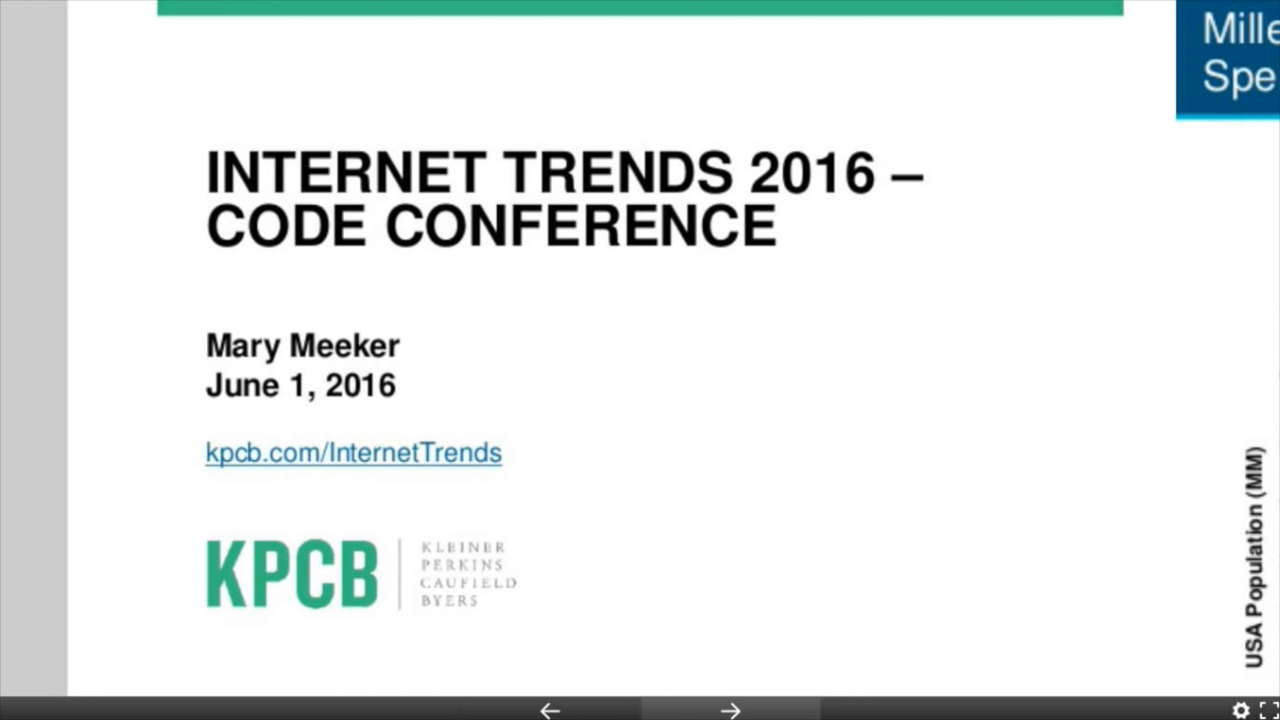 INTERNET TRENDS 2016 –
CODE CONFERENCE
Mary Meeker
June 1, 2016
kpcb.com/InternetTrends
KPCB
KLEINER
PERKINS
CAUFIELD
BYERS
Mille
Spe
USA Population (MM)